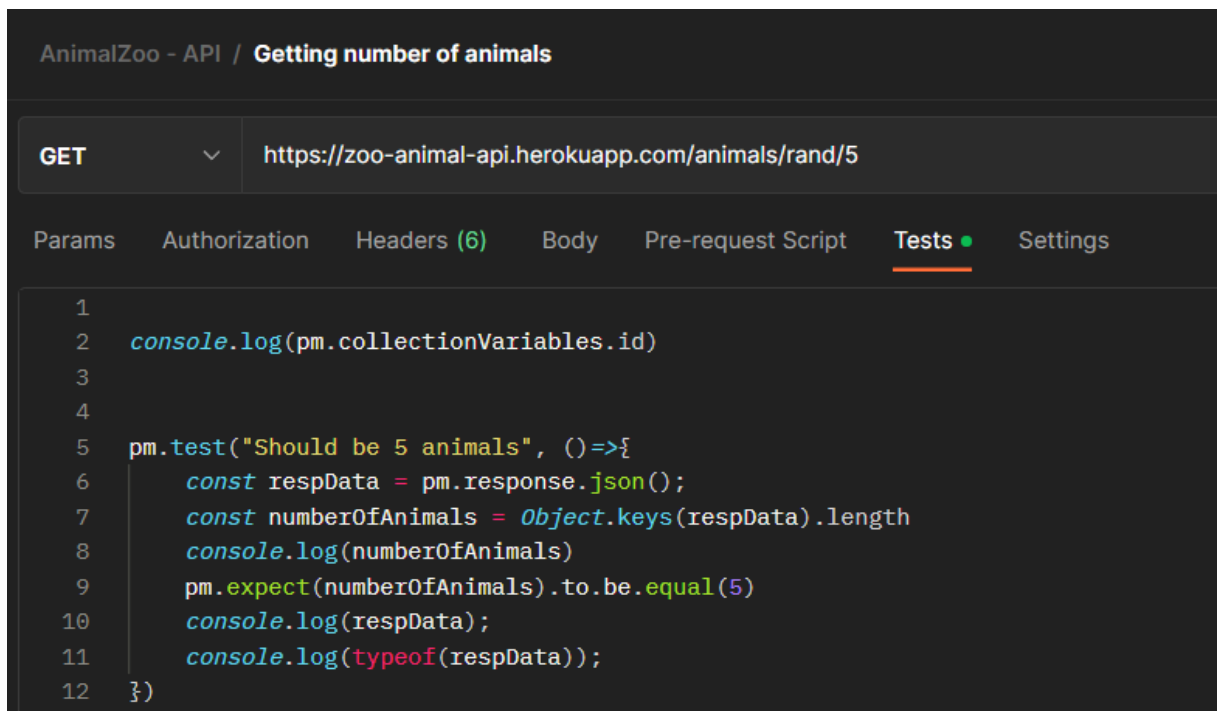 AnimalZoo - API / Getting number of animals
GET https://zoo-animal-api.herokuapp.com/animals/rand/5
Params Authorization Headers (6) Body Pre-request Script Tests Settings
1
2 console.log(pm.collectionVariables.id)
3
4
5 pm.test("Should be 5 animals", ()=>{
6 const respData = pm.response.json();
7 const numberOfAnimals = Object.keys(respData).length
8 console.log(numberOfAnimals)
9 pm.expect(numberOfAnimals).to.be.equal(5)
10 console.log(respData);
11 console.log(typeof(respData));
12 })